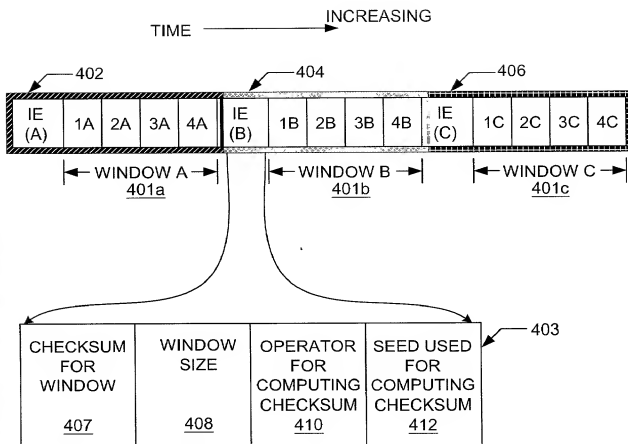 TIME INCREASING
402 404 406
IE 1A 2A 3A 4A IE 1B 2B 3B 4B IE 1C 2C 3C 4C
(A) (B) (C)
WINDOW A WINDOW B WINDOW C
401a 401b 401c
403
CHECKSUM
FOR
WINDOW
407
WINDOW
SIZE
408
OPERATOR
FOR
COMPUTING
CHECKSUM
410
SEED USED
FOR
COMPUTING
CHECKSUM
412